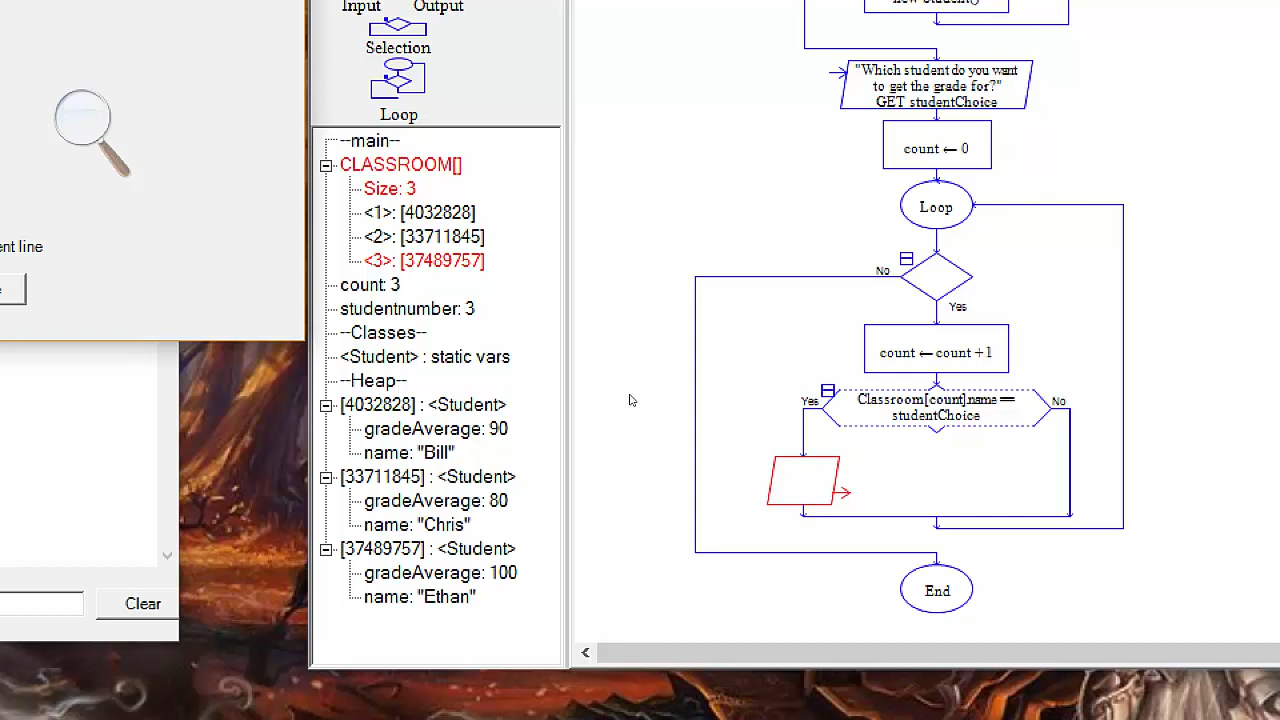 Input Output
Selection
Loop
ent line
Clear
--main--
CLASSROOM[]
Size: 3
<1>: [4032828]
<2>: [33711845]
<3>: [37489757]
count: 3
studentnumber: 3
--Classes--
<Student> : static vars
--Heap--
[4032828] : <Student>
gradeAverage: 90
name: "Bill"
[33711845] : <Student>
gradeAverage: 80
name: "Chris"
[37489757] : <Student>
gradeAverage: 100
name: "Ethan"
"Which student do you want
to get the grade for?"
GET studentChoice
count ← 0
Loop
No
Yes
count ← count + 1
Yes
Classroom[count].name ==
studentChoice
No
End